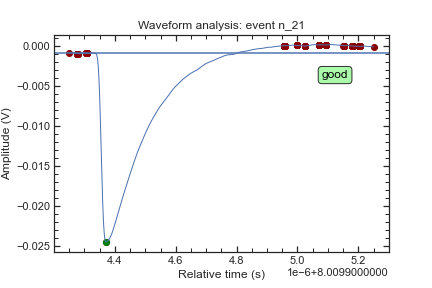 Waveform analysis: event n_21
0.000
-0.005
-0.010
-0.015
-0.020
-0.025
Amplitude (V)
good
4.4 4.6 4.8 5.0 5.2
Relative time (s)
1e-6+8.0099000000